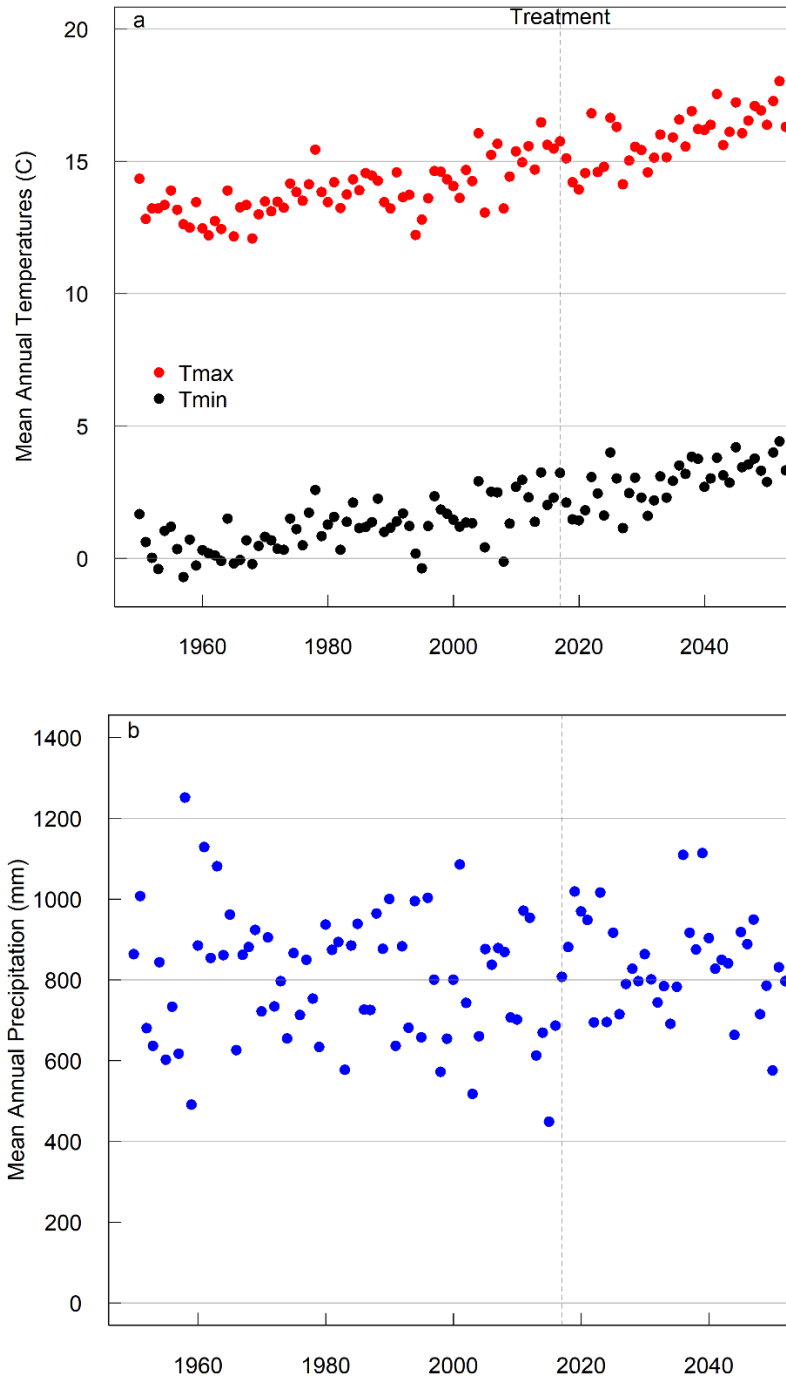 Treatment
a
20
15
10
5
0
Mean Annual Temperatures (C)
Tmax
Tmin
1960 1980 2000 2020 2040
b
1400
1200
1000
800
600
400
200
0
Mean Annual Precipitation (mm)
1960 1980 2000 2020 2040